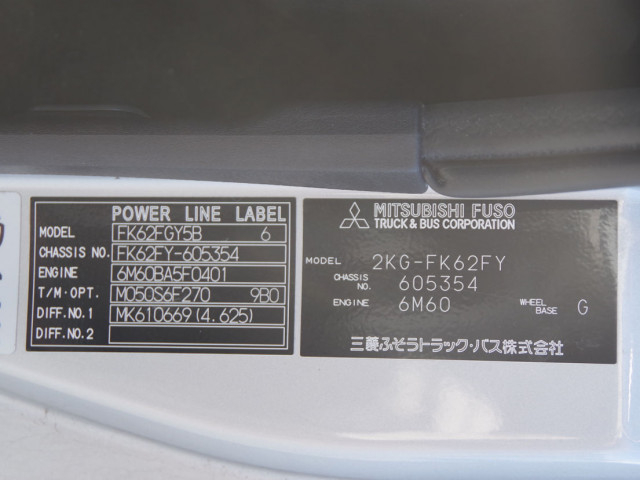 POWER LINE LABEL
MODEL FK62FGY5B 6
CHASSIS NO. FK62FY-605354
ENGINE NO. 6M60BA5F0401
T/M·OPT. M050S6F270 9B0
DIFF.NO.1 MK610669(4.625)
DIFF.NO.2
MITSUBISHI FUSO
TRUCK & BUS CORPORATION
MODEL 2KG-FK62FY
CHASSIS NO. 605354
ENGINE 6M60 WHEEL BASE G
三菱ふそうトラック・バス株式会社